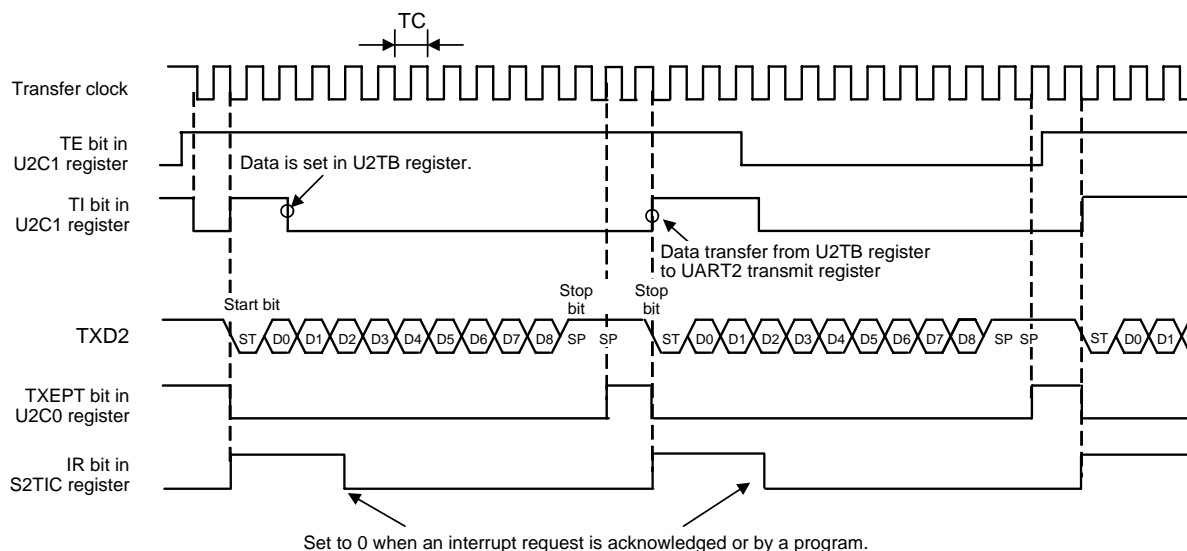 TC
Transfer clock
TE bit in
U2C1 register
Data is set in U2TB register.
TI bit in
U2C1 register
Data transfer from U2TB register
to UART2 transmit register
Start bit
Stop
bit
Stop
bit
TXD2
ST D0 D1 D2 D3 D4 D5 D6 D7 D8 SP SP ST D0 D1 D2 D3 D4 D5 D6 D7 D8 SP SP ST D0 D1
TXEPT bit in
U2C0 register
IR bit in
S2TIC register
Set to 0 when an interrupt request is acknowledged or by a program.